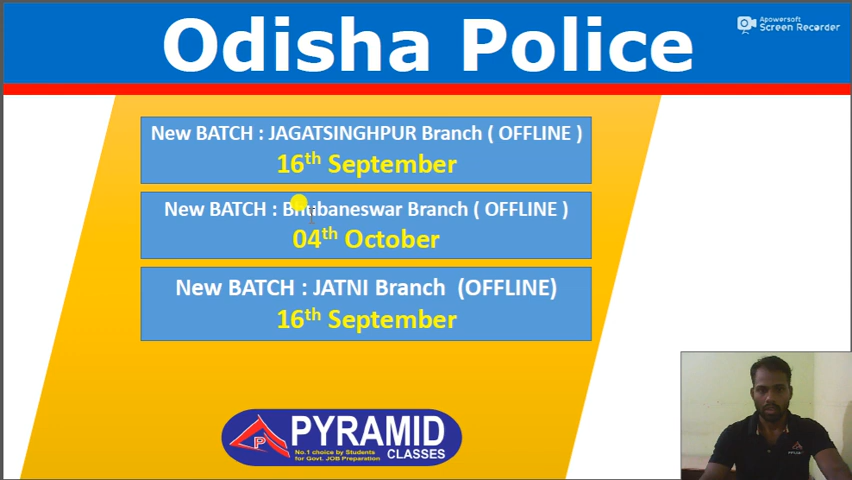 Odisha Police
Apowersoft
Screen Recorder
New BATCH : JAGATSINGHPUR Branch ( OFFLINE )
16th September
New BATCH : Bhubaneswar Branch ( OFFLINE )
04th October
New BATCH : JATNI Branch (OFFLINE)
16th September
P
PYRAMID
CLASSES
No.1 choice by Students
for Govt. JOB Preparation